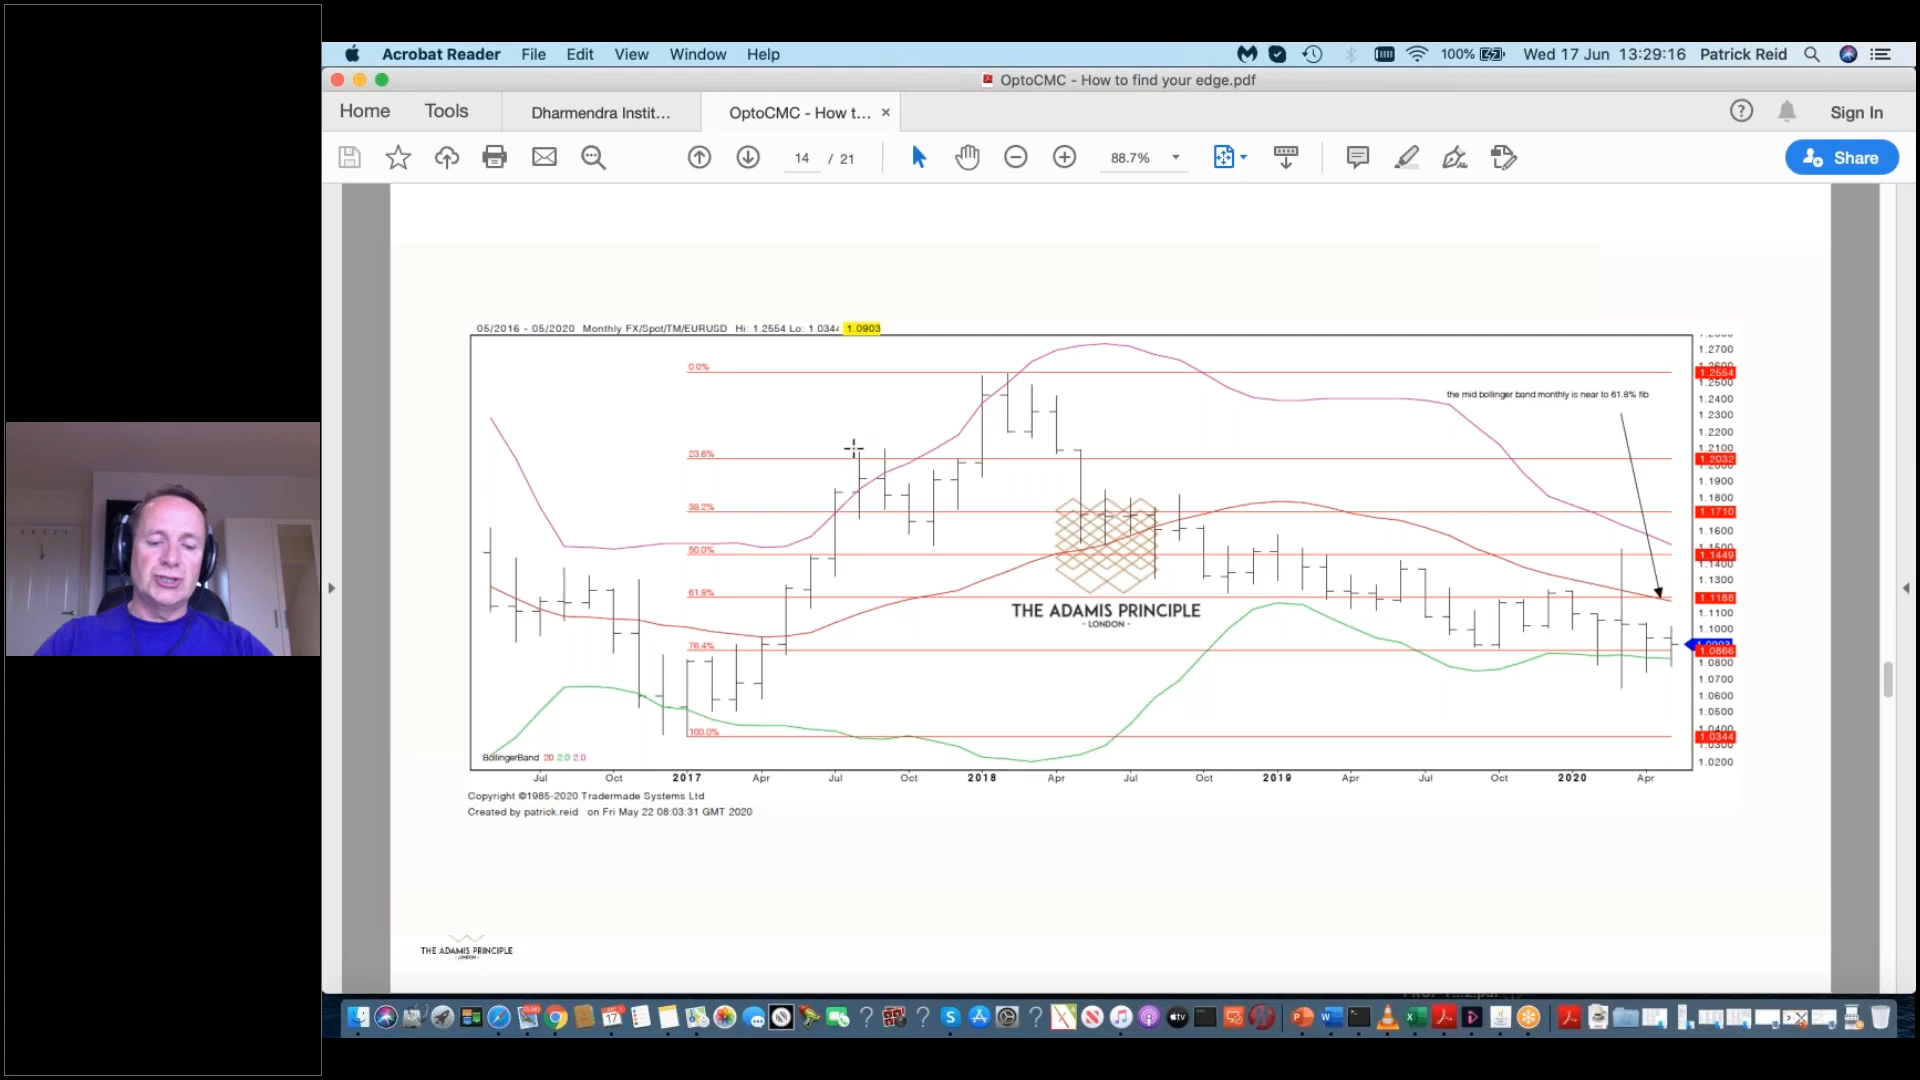 Acrobat Reader File Edit View Window Help 100% Wed 17 Jun 13:29:16 Patrick Reid
OptoCMC - How to find your edge.pdf
Home Tools Dharmendra Instit... OptoCMC - How t... × Sign In
14 / 21 88.7% Share
05/2016 - 05/2020 Monthly FX/Spot/TM/EURUSD Hi: 1.2554 Lo: 1.0344 1.0903
1.2700
0.0%
1.2554
1.2500
the mid bollinger band monthly is near to 61.8% fib
1.2400
1.2300
1.2200
1.2100
23.6%
1.2032
1.1900
1.1800
38.2%
1.1710
1.1600
50.0%
1.1449
1.1400
1.1300
61.8%
1.1188
THE ADAMIS PRINCIPLE
1.1100
- LONDON -
1.1000
76.4%
1.0866
1.0800
1.0700
1.0600
1.0500
100.0%
1.0344
BollingerBand 20 2.0 2.0
1.0200
Jul Oct 2017 Apr Jul Oct 2018 Apr Jul Oct 2019 Apr Jul Oct 2020 Apr
Copyright ©1985-2020 Tradermade Systems Ltd
Created by patrick.reid on Fri May 22 08:03:31 GMT 2020
THE ADAMIS PRINCIPLE
- LONDON -